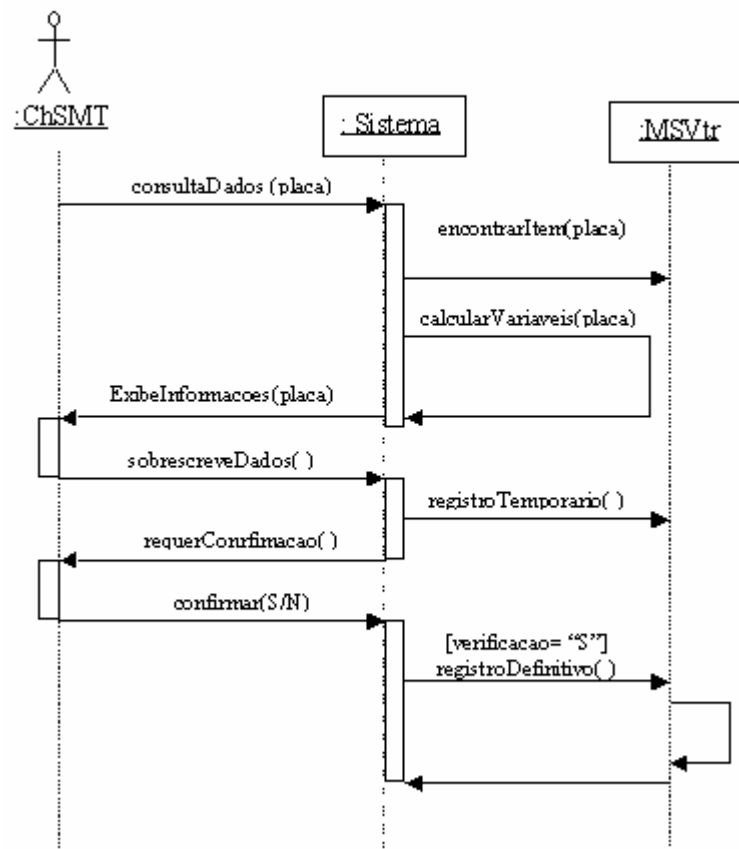 :ChSMT
: Sistema
:MSVtr
consultaDados (placa)
encontrarItem(placa)
calcularVariaveis(placa)
ExibeInformacoes(placa)
sobrescreveDados( )
registroTemporario( )
requerConrfimacao( )
confirmar(S/N)
[verificacao= “S”]
registroDefinitivo( )